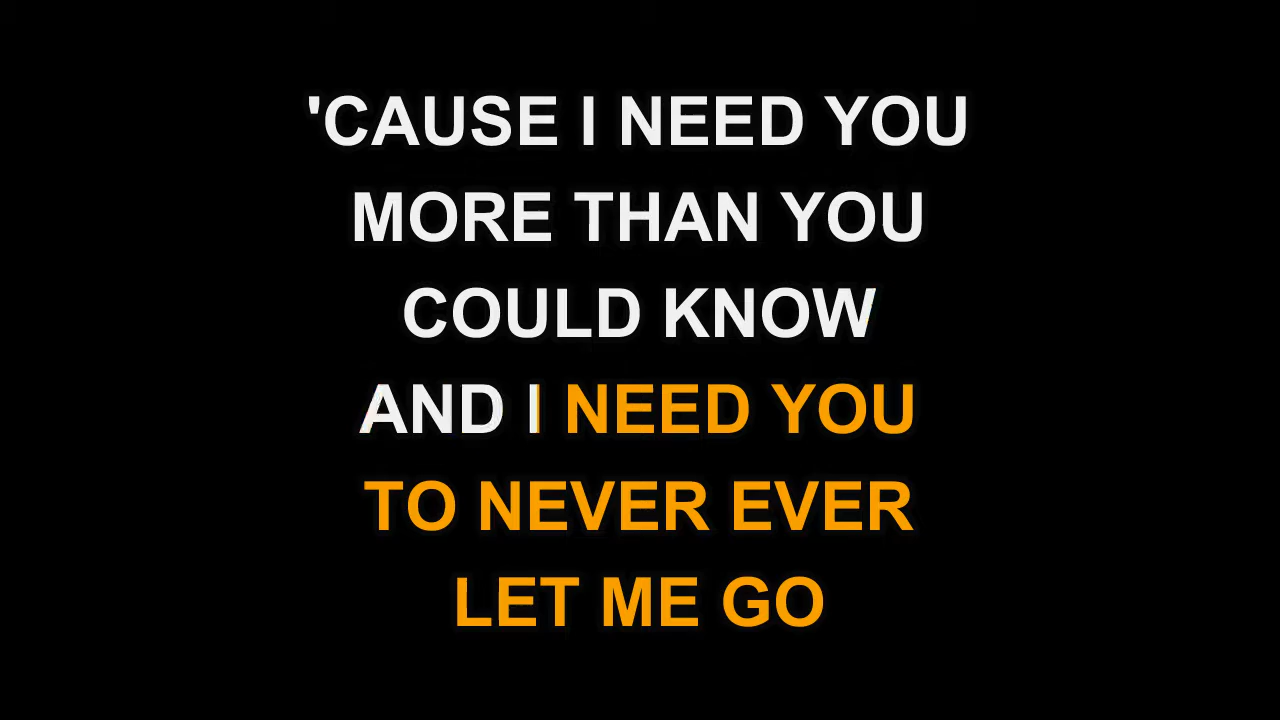 'CAUSE I NEED YOU
MORE THAN YOU
COULD KNOW
AND I NEED YOU
TO NEVER EVER
LET ME GO